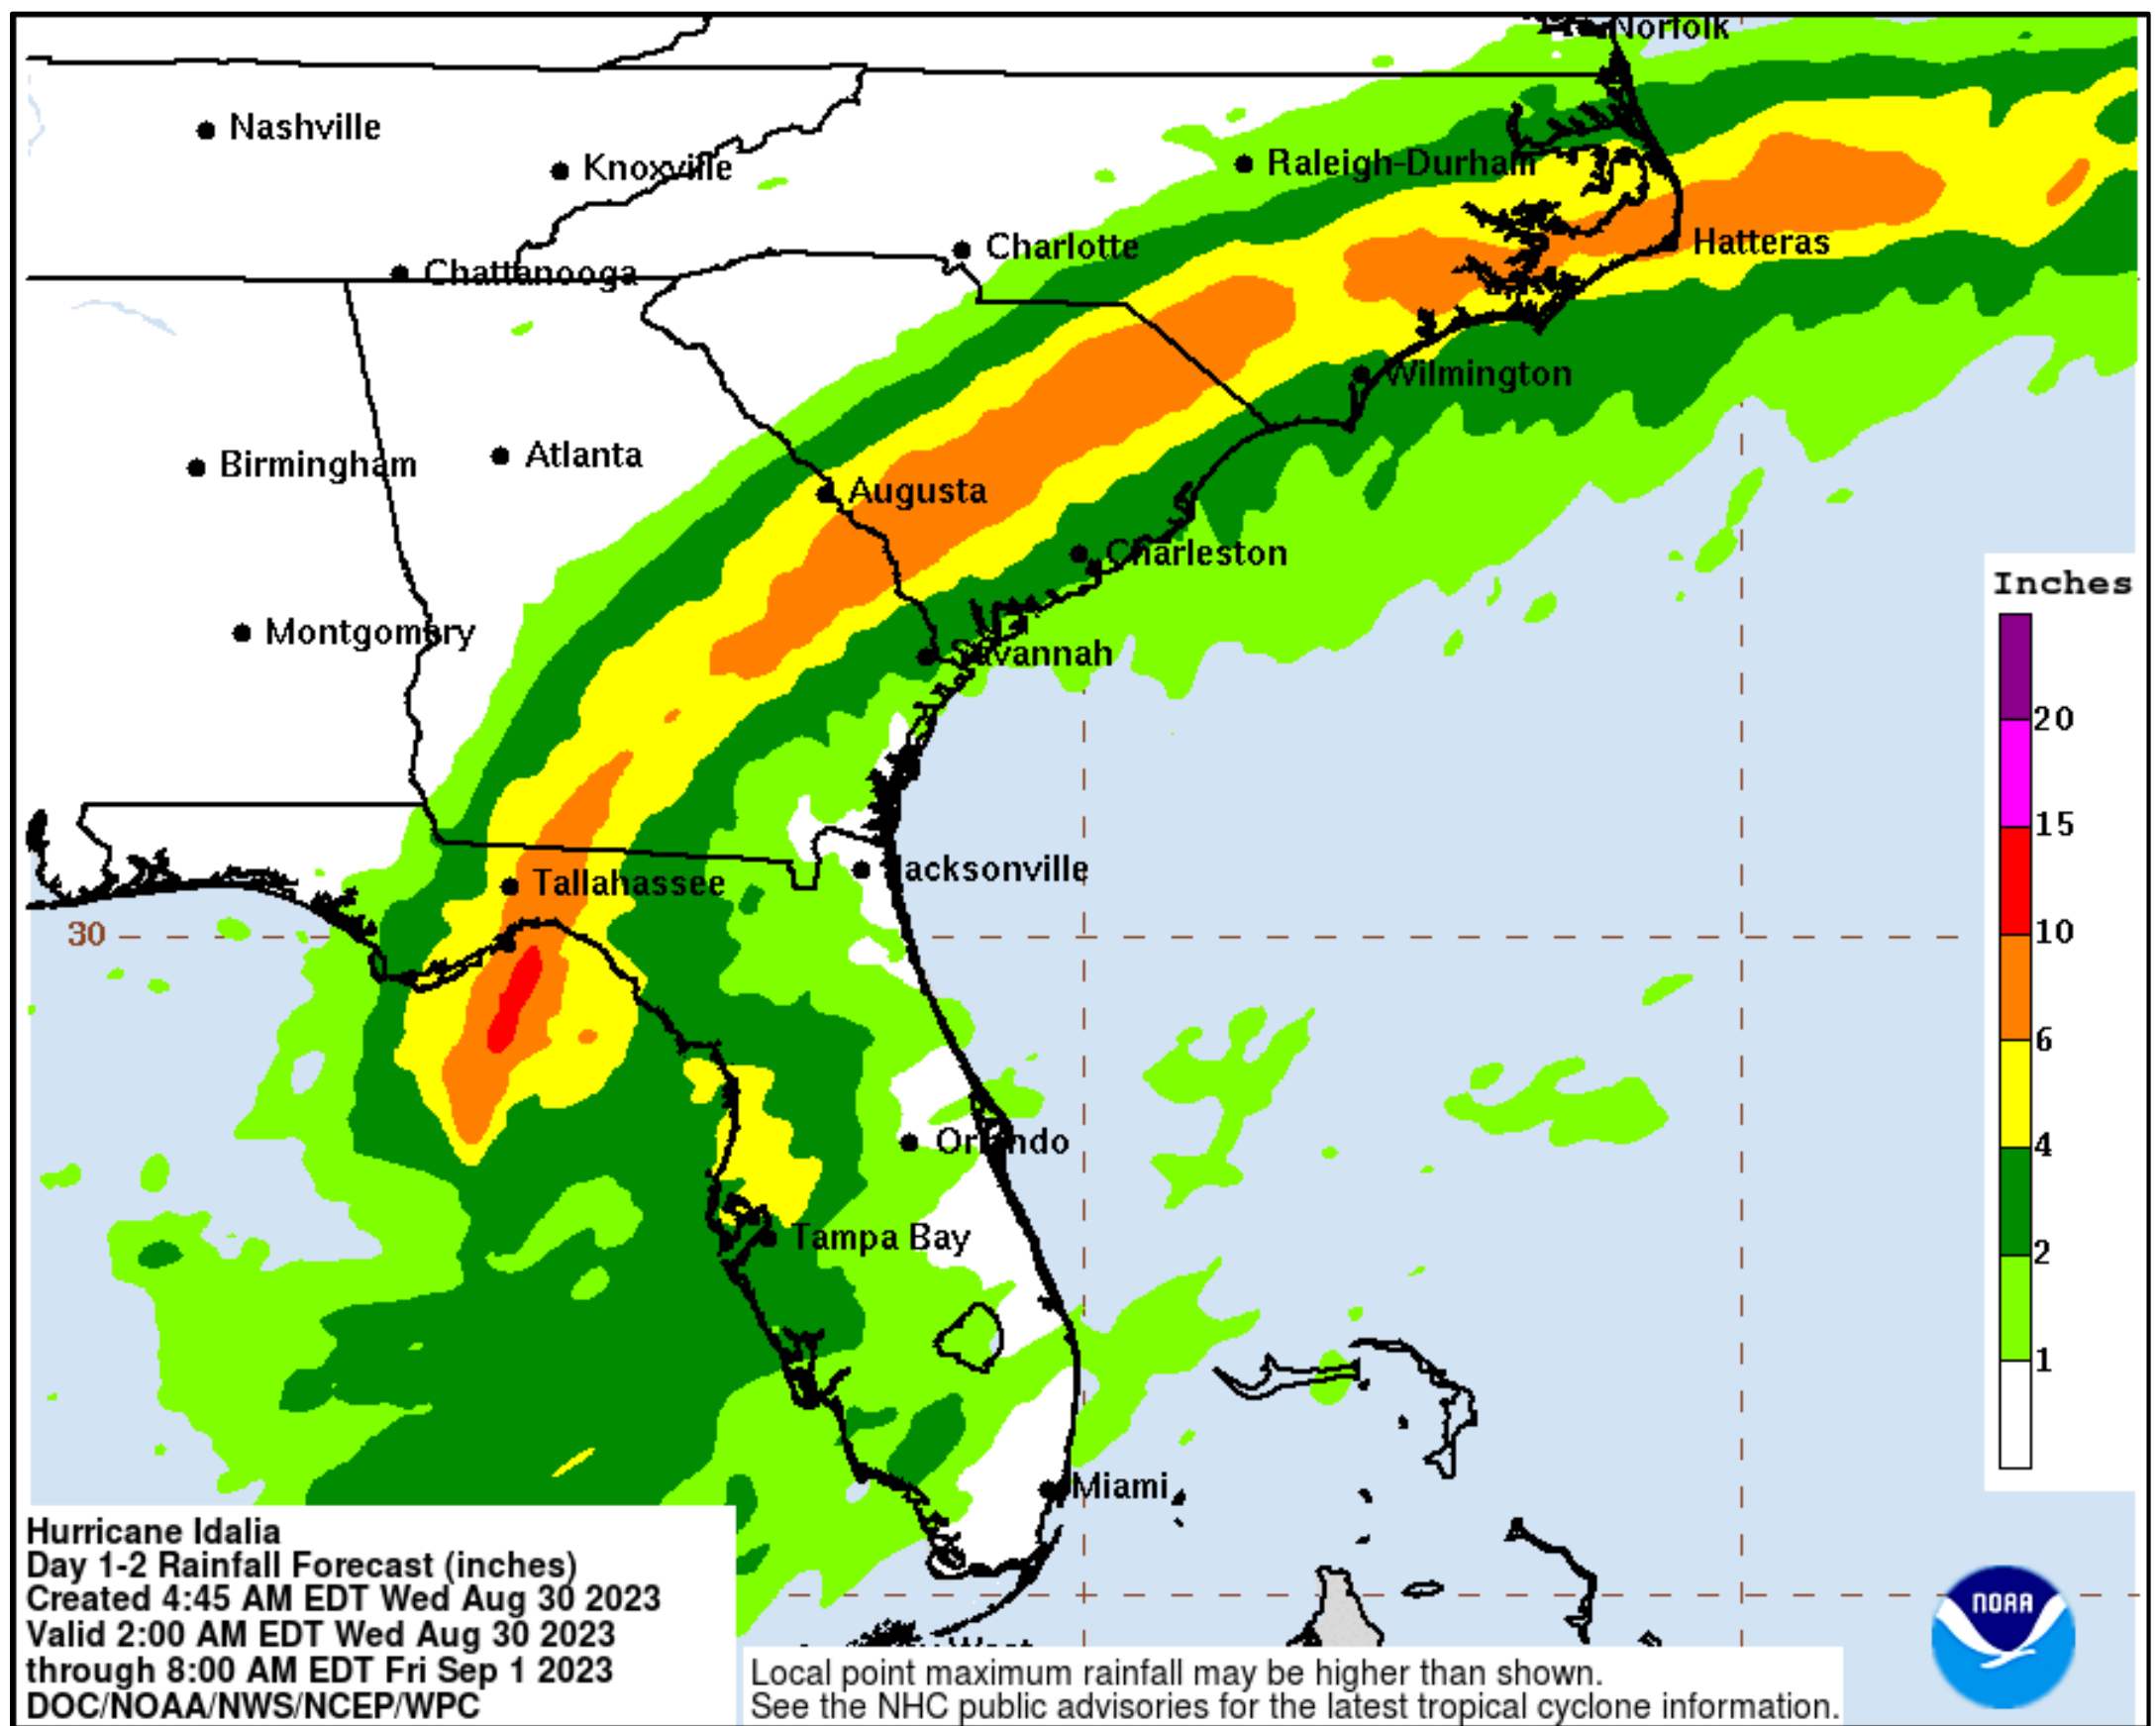 Norfolk
Nashville
Knoxville
Raleigh-Durham
Charlotte
Hatteras
Chattanooga
Wilmington
Birmingham
Atlanta
Augusta
Charleston
Inches
Montgomery
Savannah
20
15
Jacksonville
Tallahassee
30
10
6
4
Orlando
Tampa Bay
2
1
Miami
Hurricane Idalia
Day 1-2 Rainfall Forecast (inches)
Created 4:45 AM EDT Wed Aug 30 2023
Valid 2:00 AM EDT Wed Aug 30 2023
through 8:00 AM EDT Fri Sep 1 2023
DOC/NOAA/NWS/NCEP/WPC
NOAA
Local point maximum rainfall may be higher than shown.
See the NHC public advisories for the latest tropical cyclone information.